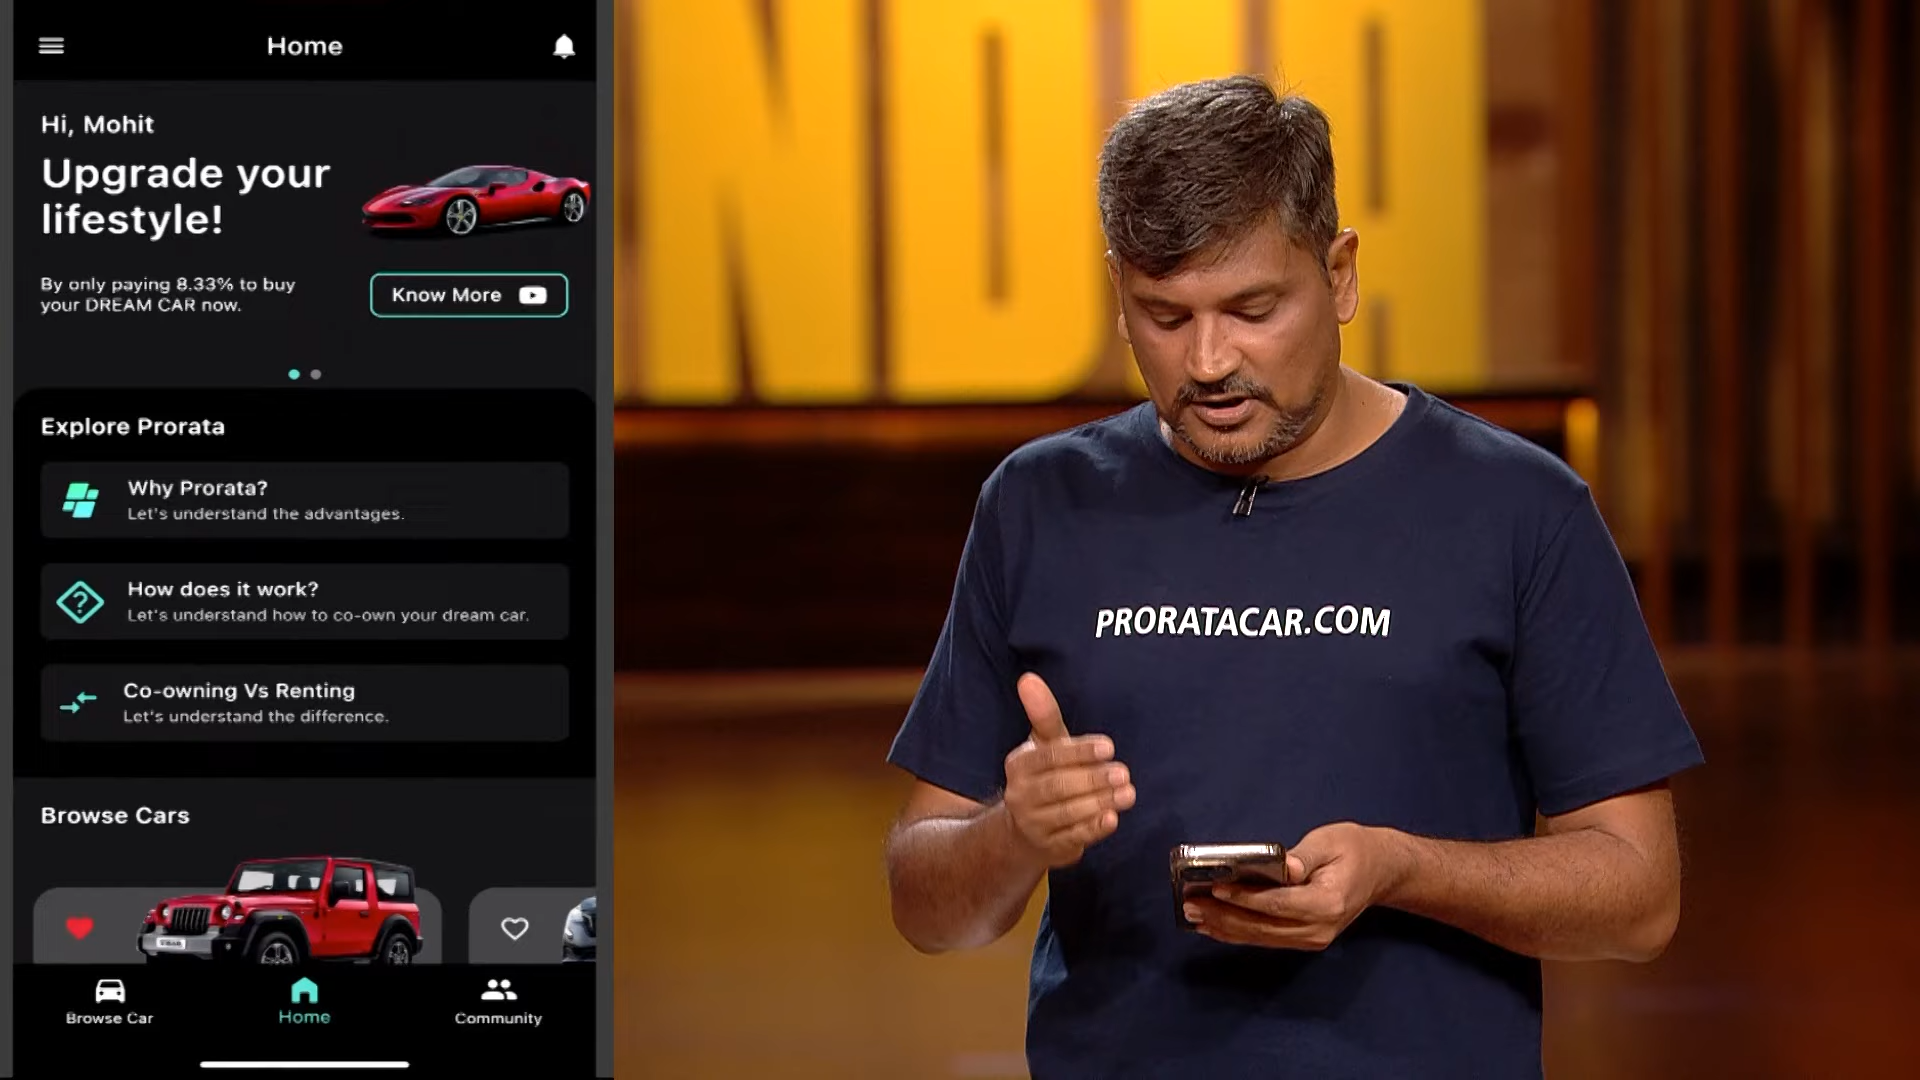 Home
Hi, Mohit
Upgrade your
lifestyle!
By only paying 8.33% to buy
your DREAM CAR now.
Know More
Explore Prorata
Why Prorata?
Let's understand the advantages.
How does it work?
Let's understand how to co-own your dream car.
Co-owning Vs Renting
Let's understand the difference.
Browse Cars
Browse Car
Home
Community
NDIA
PRORATACAR.COM